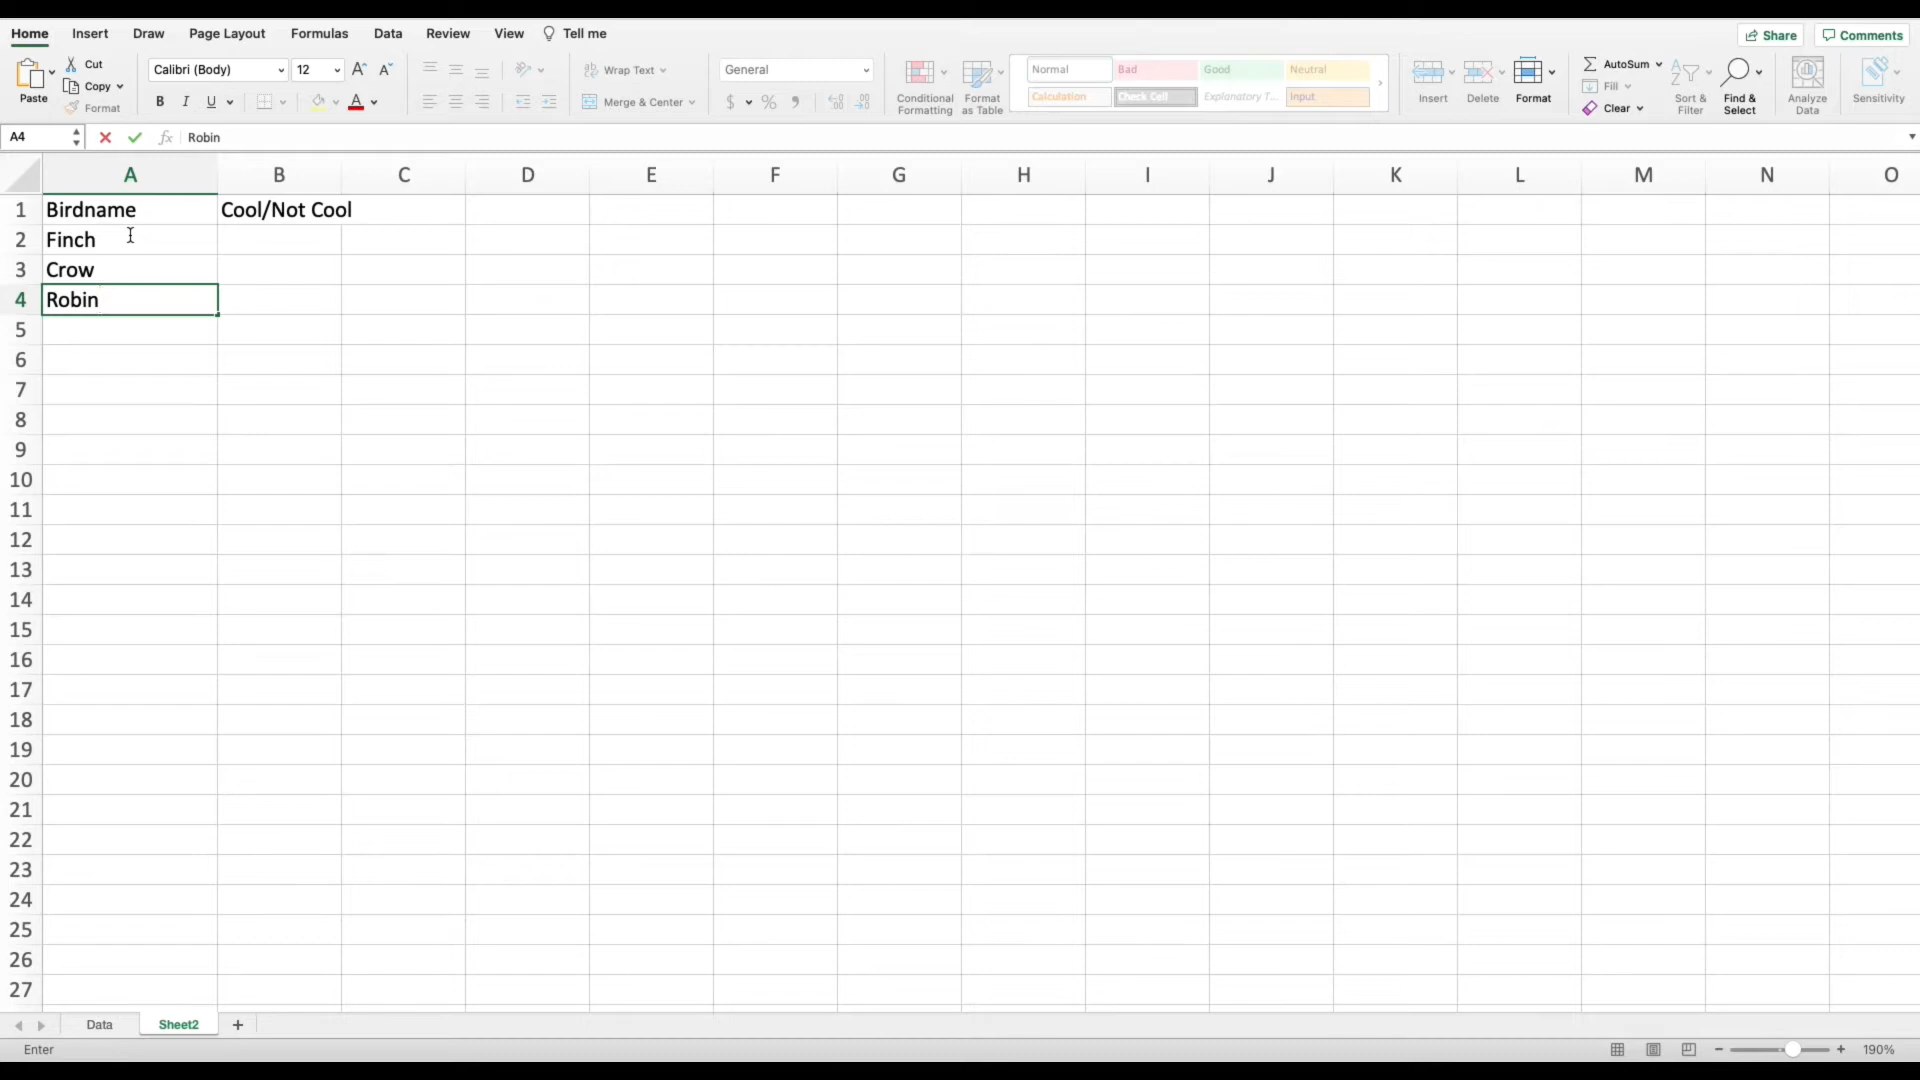 Home Insert Draw Page Layout Formulas Data Review View Tell me Share Comments
Cut Calibri (Body) 12 Wrap Text General Normal Bad Good Neutral AutoSum
Copy Fill
Paste Format Merge & Center $ % Conditional Formatting Format as Table Calculation Check Cell Explanatory T... Input Insert Delete Format Clear Sort & Filter Find & Select Analyze Data Sensitivity
B I U A
A4 fx Robin
A B C D E F G H I J K L M N O
1 Birdname Cool/Not Cool
2 Finch
3 Crow
4 Robin
5
6
7
8
9
10
11
12
13
14
15
16
17
18
19
20
21
22
23
24
25
26
27
Data Sheet2 +
Enter 190%